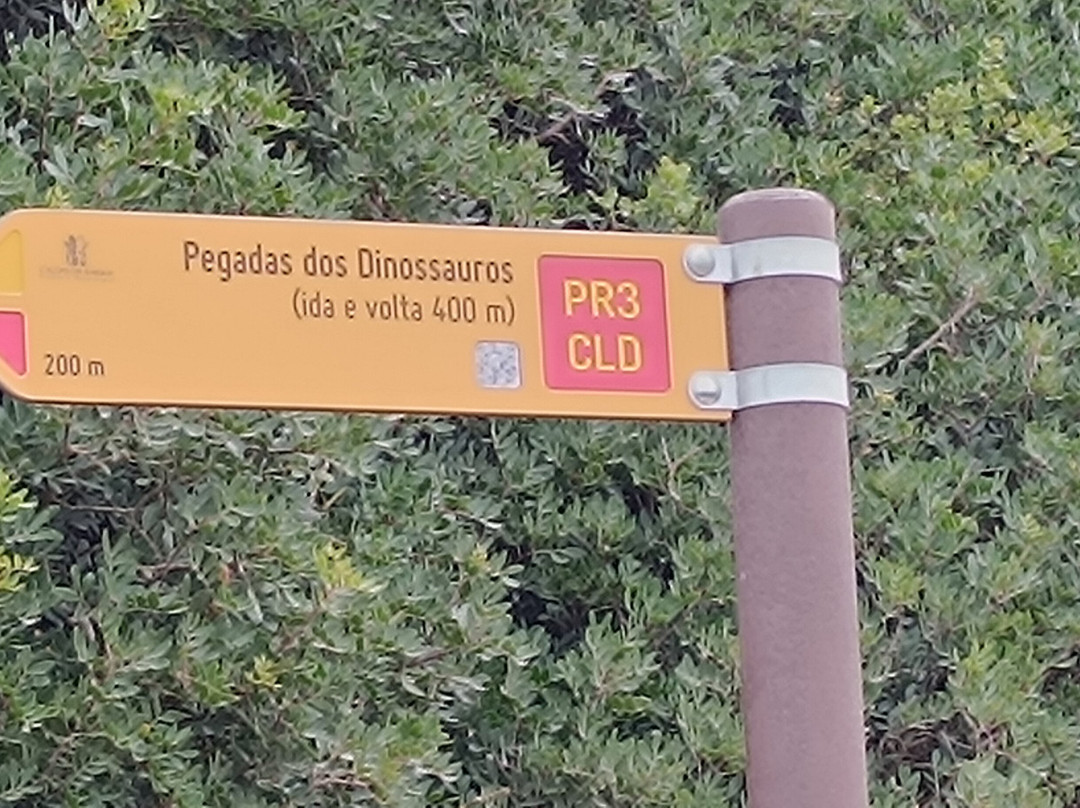 Pegadas dos Dinossauros
(ida e volta 400 m)
200 m
PR3
CLD